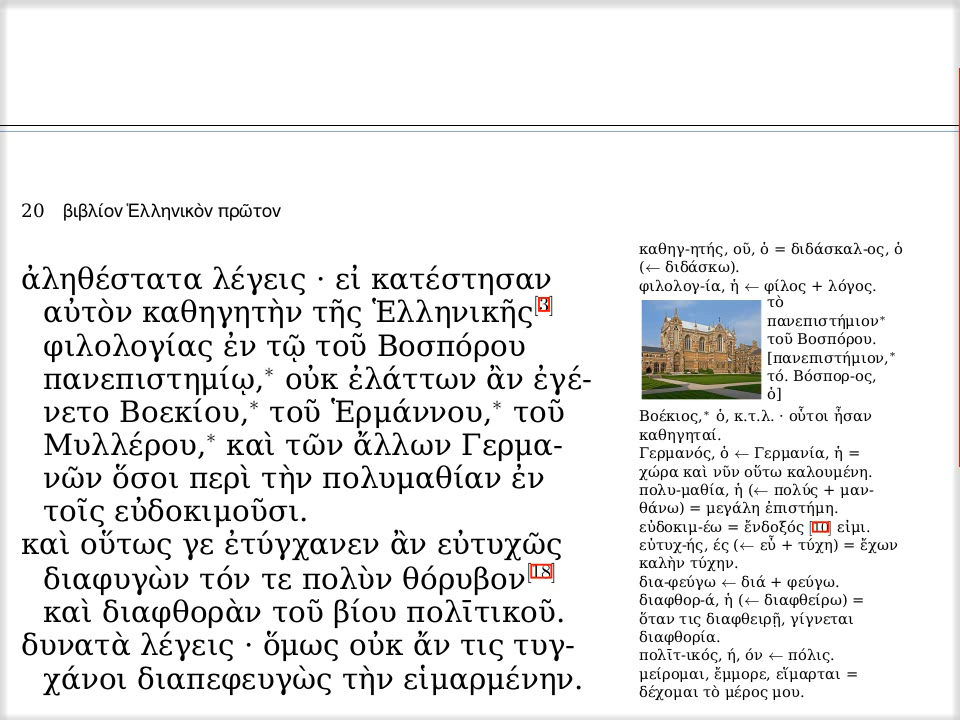 20 βιβλίον Ἑλληνικὸν πρῶτον
ἀληθέστατα λέγεις · εἰ κατέστησαν
αὐτὸν καθηγητὴν τῆς Ἑλληνικῆς[3]
φιλολογίας ἐν τῷ τοῦ Βοσπόρου
πανεπιστημίῳ,* οὐκ ἐλάττων ἂν ἐγέ-
νετο Βοεκίου,* τοῦ Ἑρμάννου,* τοῦ
Μυλλέρου,* καὶ τῶν ἄλλων Γερμα-
νῶν ὅσοι περὶ τὴν πολυμαθίαν ἐν
τοῖς εὐδοκιμοῦσι.
καὶ οὕτως γε ἐτύγχανεν ἂν εὐτυχῶς
διαφυγὼν τόν τε πολὺν θόρυβον[18]
καὶ διαφθορὰν τοῦ βίου πολῑτικοῦ.
δυνατὰ λέγεις · ὅμως οὐκ ἄν τις τυγ-
χάνοι διαπεφευγὼς τὴν εἱμαρμένην.
καθηγ-ητής, οῦ, ὁ = διδάσκαλ-ος, ὁ
(← διδάσκω).
φιλολογ-ία, ἡ ← φίλος + λόγος.
τὸ
πανεπιστήμιον*
τοῦ Βοσπόρου.
[πανεπιστήμιον,*
τό. Βόσπορ-ος,
ὁ]
Βοέκιος,* ὁ, κ.τ.λ. · οὗτοι ἦσαν
καθηγηταί.
Γερμανός, ὁ ← Γερμανία, ἡ =
χώρα καὶ νῦν οὕτω καλουμένη.
πολυ-μαθία, ἡ (← πολύς + μαν-
θάνω) = μεγάλη ἐπιστήμη.
εὐδοκιμ-έω = ἔνδοξός [10] εἰμι.
εὐτυχ-ής, ές (← εὖ + τύχη) = ἔχων
καλὴν τύχην.
δια-φεύγω ← διά + φεύγω.
διαφθορ-ά, ἡ (← διαφθείρω) =
ὅταν τις διαφθειρῇ, γίγνεται
διαφθορία.
πολῑτ-ικός, ή, όν ← πόλις.
μείρομαι, ἔμμορε, εἵμαρται =
δέχομαι τὸ μέρος μου.